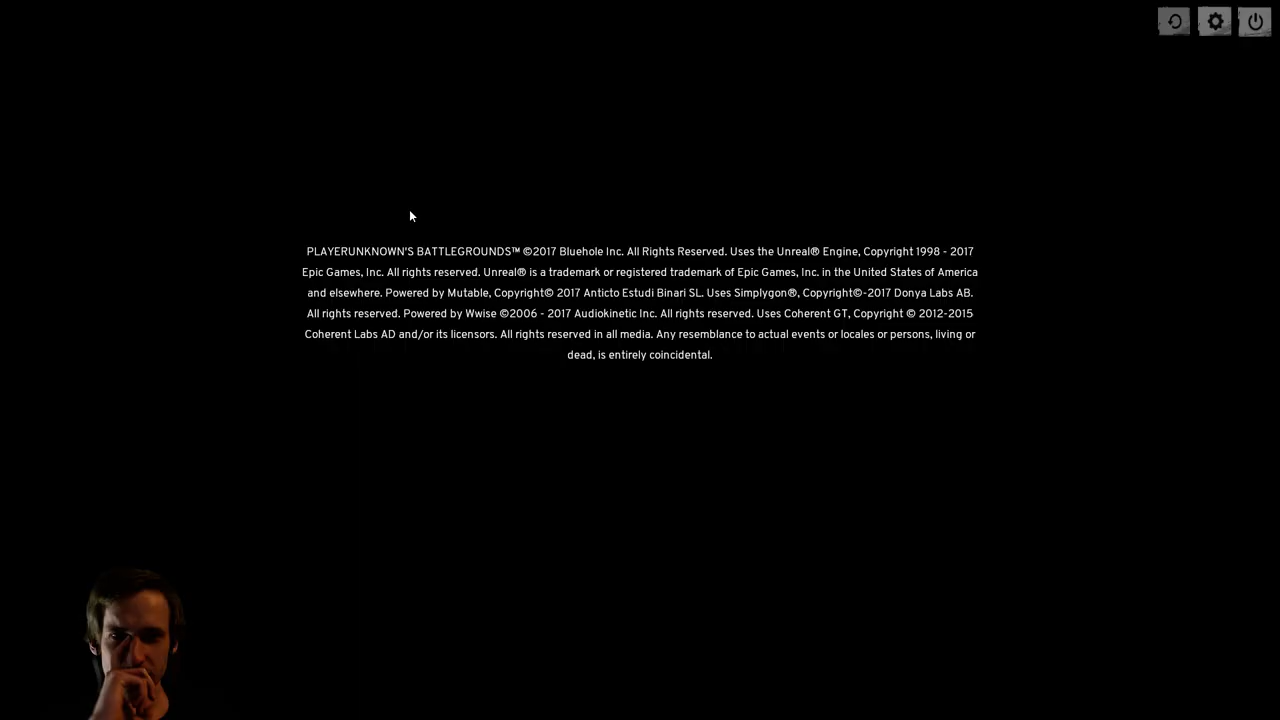 PLAYERUNKNOWN'S BATTLEGROUNDS™ ©2017 Bluehole Inc. All Rights Reserved. Uses the Unreal® Engine, Copyright 1998 - 2017
Epic Games, Inc. All rights reserved. Unreal® is a trademark or registered trademark of Epic Games, Inc. in the United States of America
and elsewhere. Powered by Mutable, Copyright© 2017 Anticto Estudi Binari SL. Uses Simplygon®, Copyright©-2017 Donya Labs AB.
All rights reserved. Powered by Wwise ©2006 - 2017 Audiokinetic Inc. All rights reserved. Uses Coherent GT, Copyright © 2012-2015
Coherent Labs AD and/or its licensors. All rights reserved in all media. Any resemblance to actual events or locales or persons, living or
dead, is entirely coincidental.